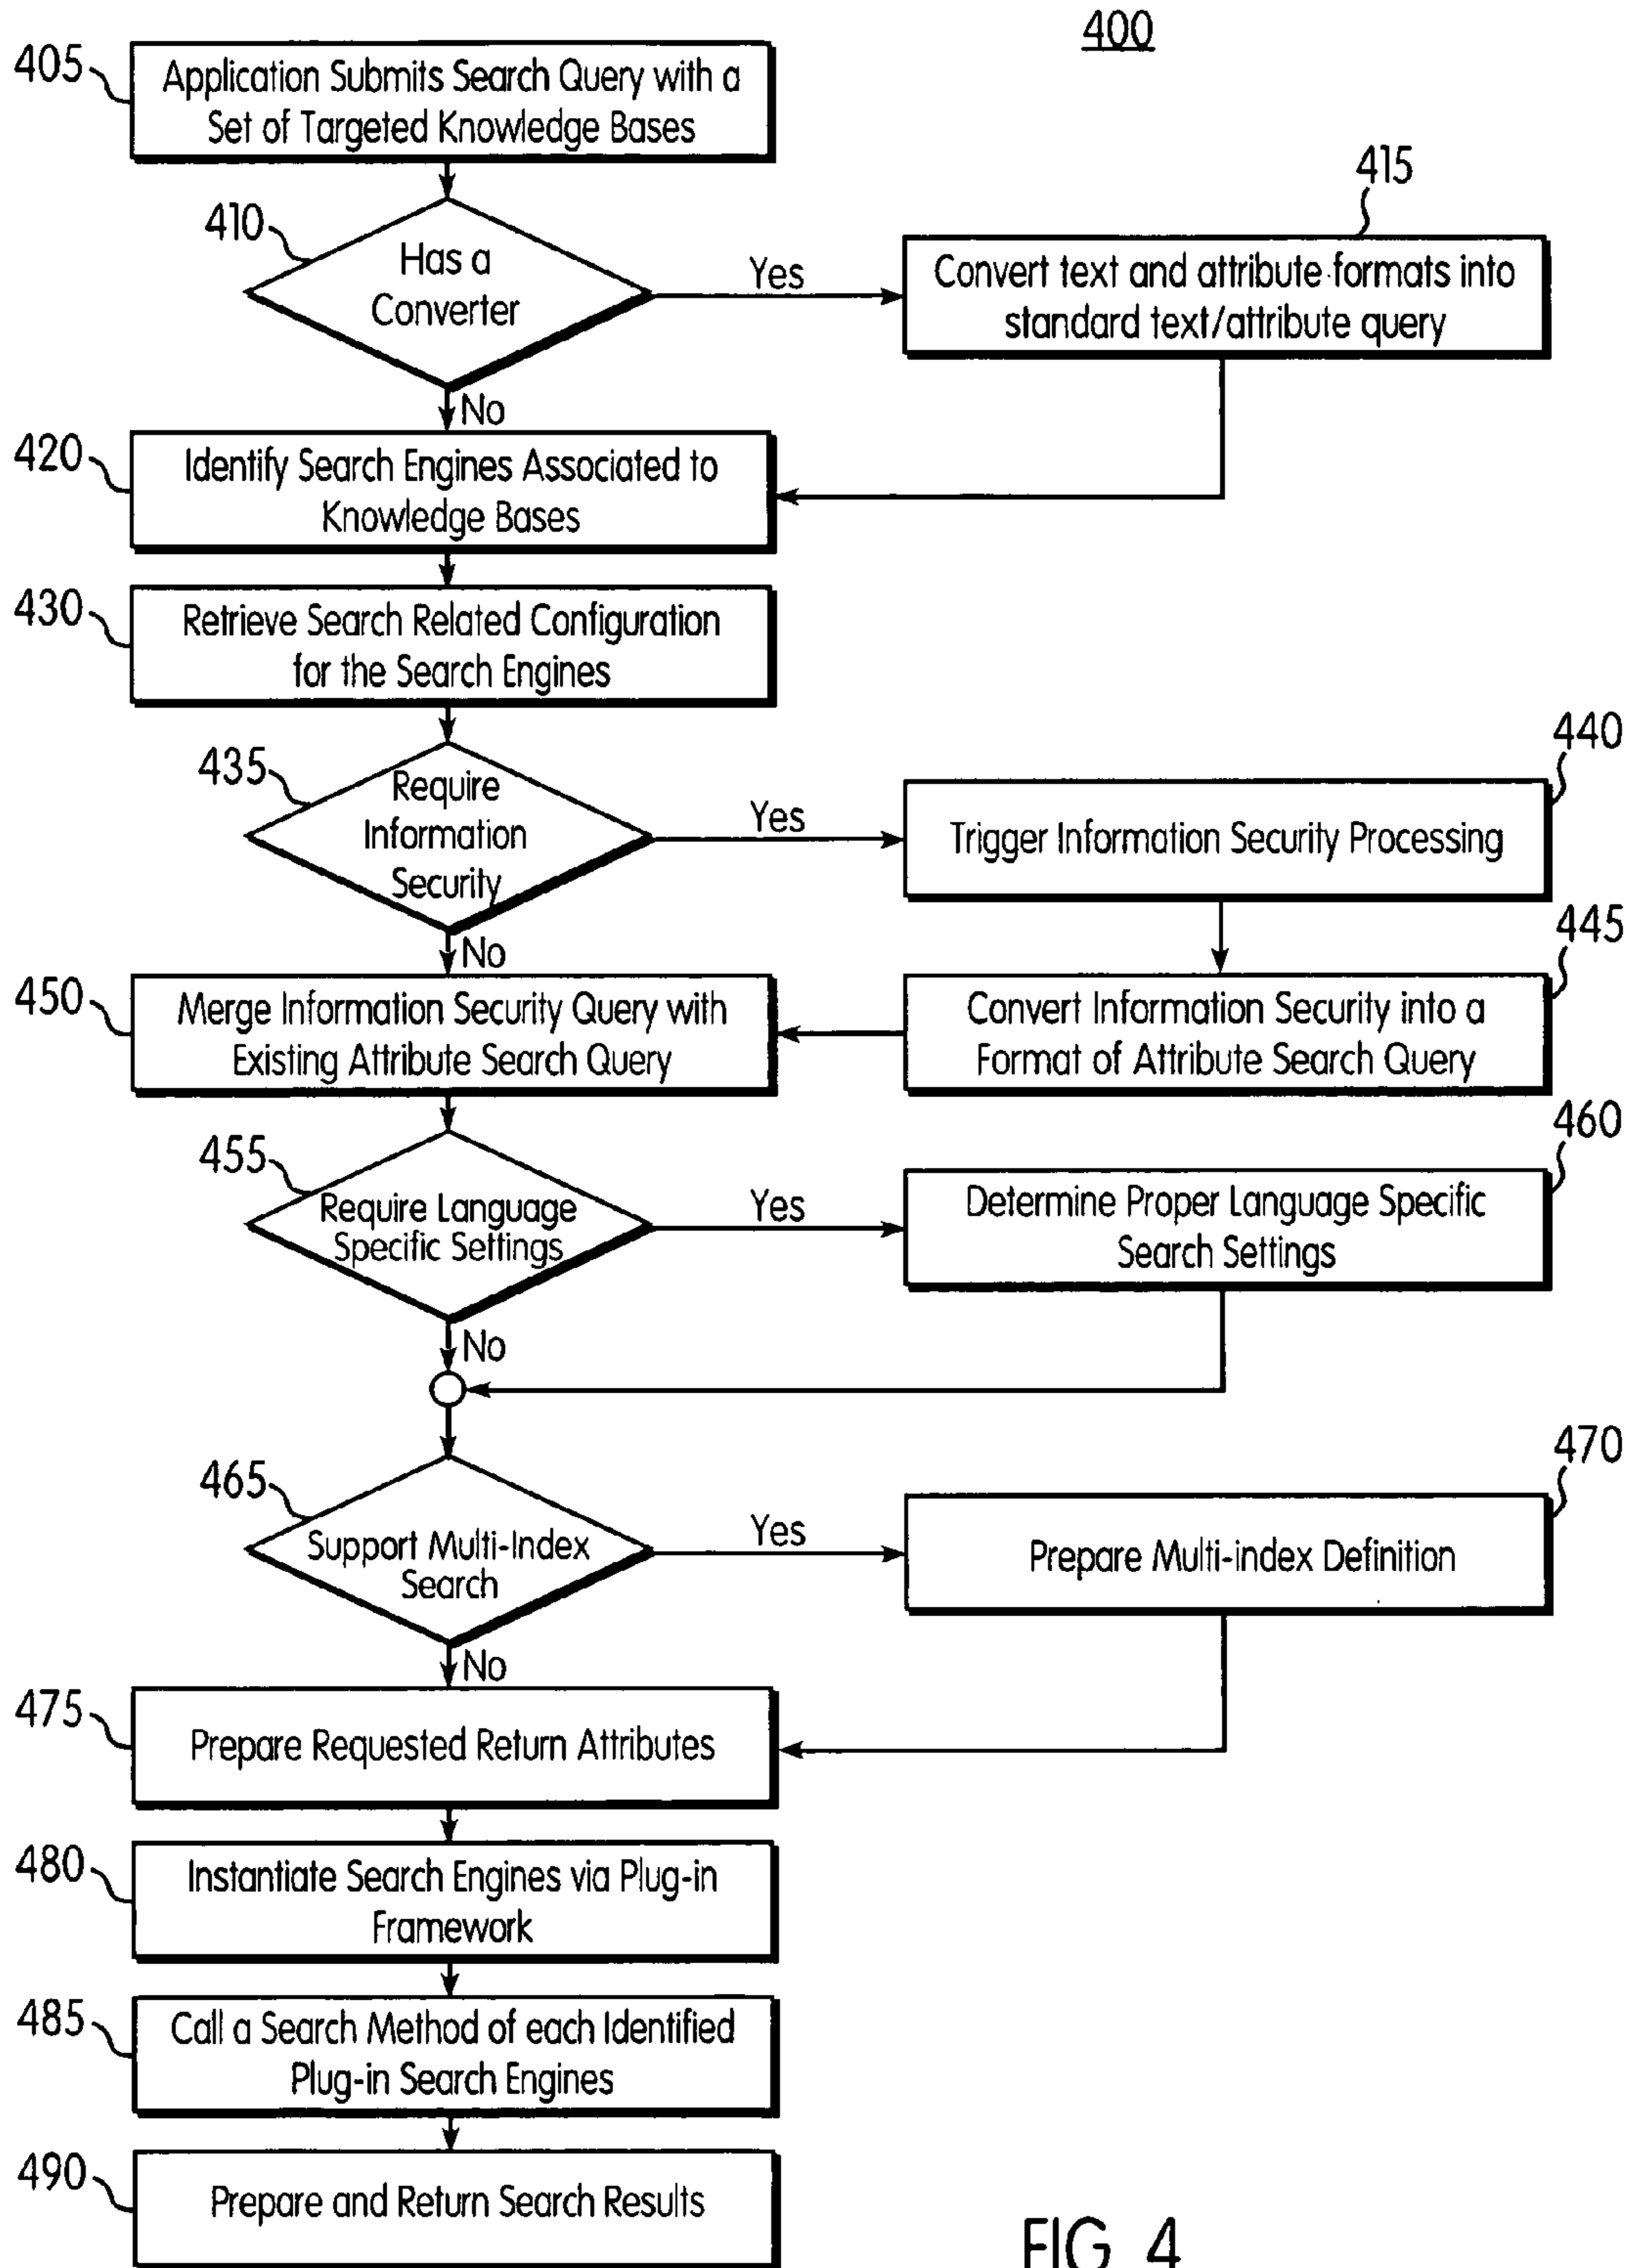 400
405
Application Submits Search Query with a
Set of Targeted Knowledge Bases
410
Has a
Converter
Yes
415
Convert text and attribute formats into
standard text/attribute query
No
420
Identify Search Engines Associated to
Knowledge Bases
430
Retrieve Search Related Configuration
for the Search Engines
435
Require
Information
Security
Yes
440
Trigger Information Security Processing
No
445
Convert Information Security into a
Format of Attribute Search Query
450
Merge Information Security Query with
Existing Attribute Search Query
455
Require Language
Specific Settings
Yes
460
Determine Proper Language Specific
Search Settings
No
465
Support Multi-Index
Search
Yes
470
Prepare Multi-index Definition
No
475
Prepare Requested Return Attributes
480
Instantiate Search Engines via Plug-in
Framework
485
Call a Search Method of each Identified
Plug-in Search Engines
490
Prepare and Return Search Results
FIG. 4